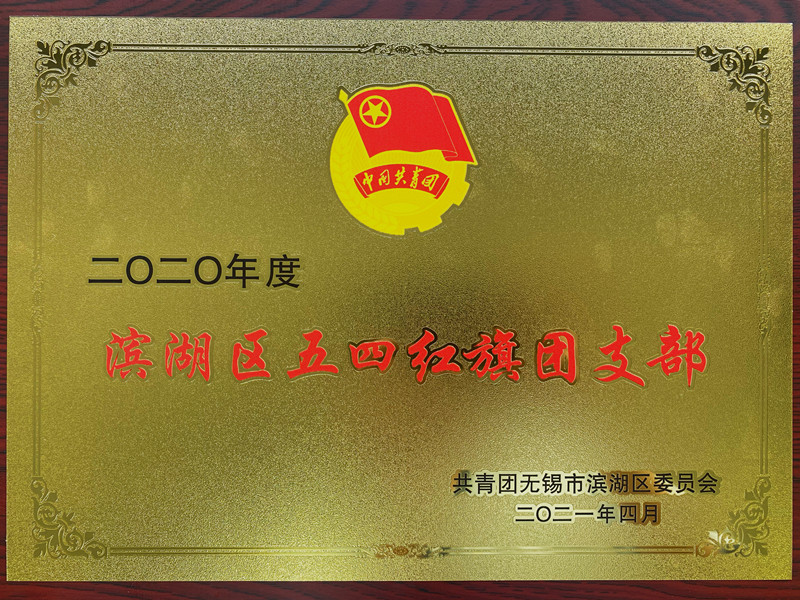 中国共青团
二〇二〇年度
滨湖区五四红旗团支部
共青团无锡市滨湖区委员会
二〇二一年四月